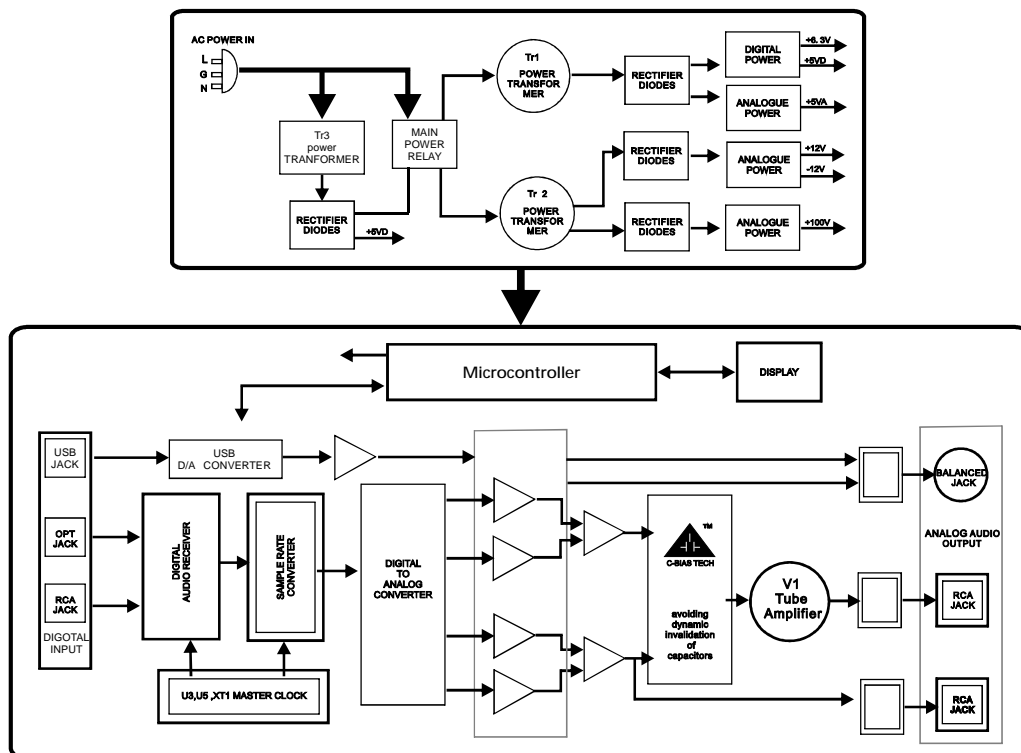 AC POWER IN
L
G
N
Tr3
power
TRANFORMER
RECTIFIER
DIODES
+5VD
MAIN
POWER
RELAY
Tr1
POWER
TRANSFOR
MER
Tr 2
POWER
TRANSFOR
MER
RECTIFIER
DIODES
RECTIFIER
DIODES
RECTIFIER
DIODES
DIGITAL
POWER
+6. 3V
+5VD
ANALOGUE
POWER
+5VA
ANALOGUE
POWER
+12V
-12V
ANALOGUE
POWER
+100V
Microcontroller
DISPLAY
USB
JACK
OPT
JACK
RCA
JACK
DIGOTAL
INPUT
USB
D/A CONVERTER
DIGITAL
AUDIO RECEIVER
SAMPLE RATE
CONVERTER
U3,U5 ,XT1 MASTER CLOCK
DIGITAL
TO
ANALOG
CONVERTER
TM
C-BIAS TECH
avoiding
dynamic
invalidation
of
capacitors
V1
Tube
Amplifier
BALANCED
JACK
ANALOG AUDIO
OUTPUT
RCA
JACK
RCA
JACK